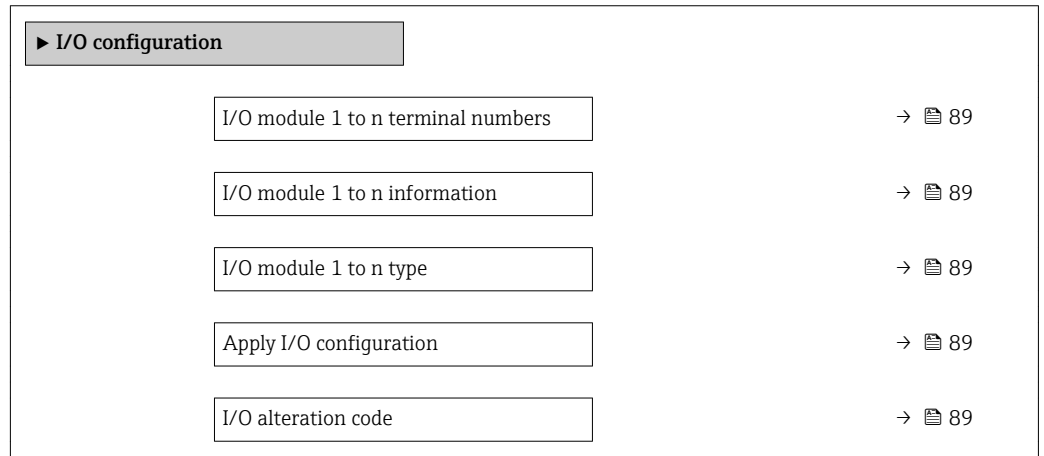 ► I/O configuration
I/O module 1 to n terminal numbers → 89
I/O module 1 to n information → 89
I/O module 1 to n type → 89
Apply I/O configuration → 89
I/O alteration code → 89